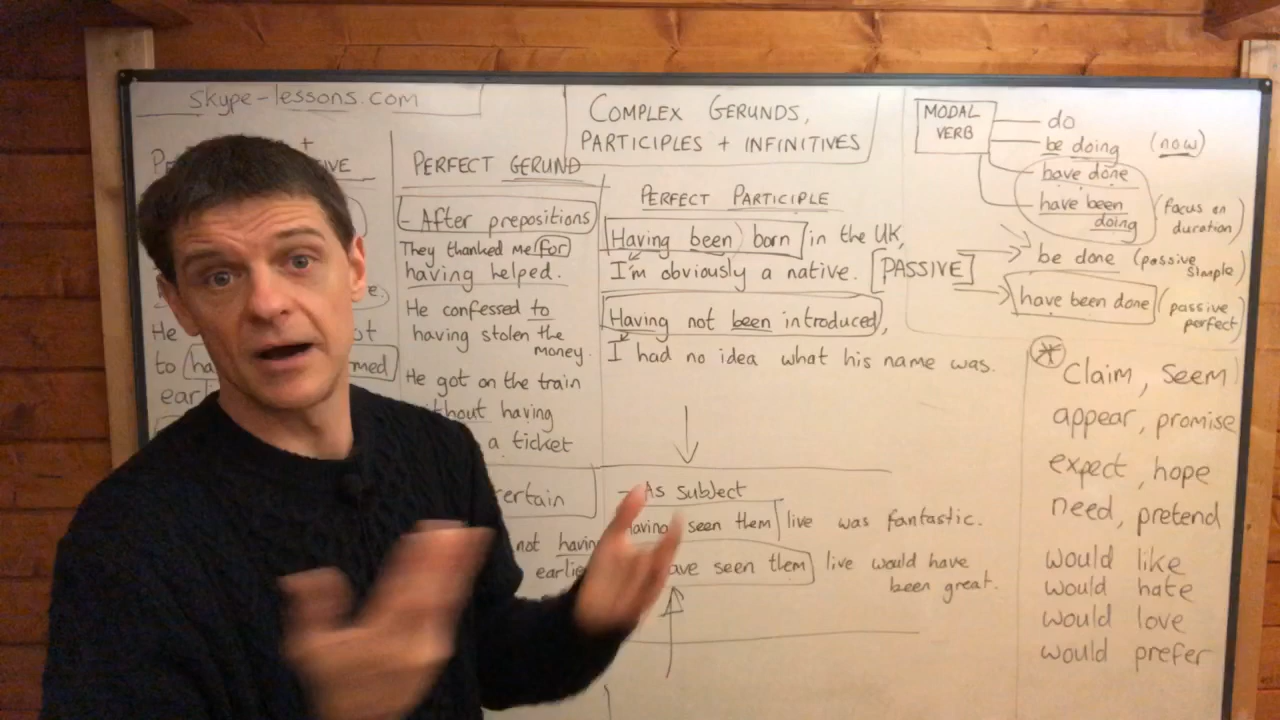 skype-lessons.com
COMPLEX GERUNDS,
PARTICIPLES + INFINITIVES
+
He
to
PERFECT GERUND
- After prepositions
They thanked me for
having helped.
He confessed to
having stolen the
money.
He got on the train
having
a ticket
not
PERFECT PARTICIPLE
Having been born in the UK,
I'm obviously a native. [PASSIVE]
Having not been introduced,
I had no idea what his name was.
- As subject
seen them live was fantastic.
seen them live would have
been great.
MODAL
VERB
do
be doing (now)
have done
have been
doing
(focus on
duration)
be done (passive
simple)
have been done (passive
perfect)
*
Claim, seem
appear, promise
expect, hope
need, pretend
would like
would hate
would love
would prefer